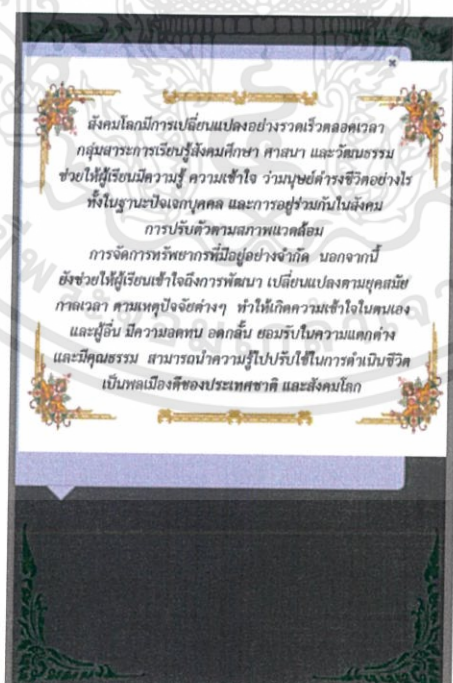 สังคมโลกมีการเปลี่ยนแปลงอย่างรวดเร็วตลอดเวลา
กลุ่มสาระการเรียนรู้สังคมศึกษา ศาสนา และวัฒนธรรม
ช่วยให้ผู้เรียนมีความรู้ ความเข้าใจ ว่ามนุษย์ดำรงชีวิตอย่างไร
ทั้งในฐานะปัจเจกบุคคล และการอยู่ร่วมกันในสังคม
การปรับตัวตามสภาพแวดล้อม
การจัดการทรัพยากรที่มีอยู่อย่างจำกัด นอกจากนี้
ยังช่วยให้ผู้เรียนเข้าใจถึงการพัฒนา เปลี่ยนแปลงตามยุคสมัย
กาลเวลา ตามเหตุปัจจัยต่างๆ ทำให้เกิดความเข้าใจในตนเอง
และผู้อื่น มีความอดทน อดกลั้น ยอมรับในความแตกต่าง
และมีคุณธรรม สามารถนำความรู้ไปปรับใช้ในการดำเนินชีวิต
เป็นพลเมืองดีของประเทศชาติ และสังคมโลก